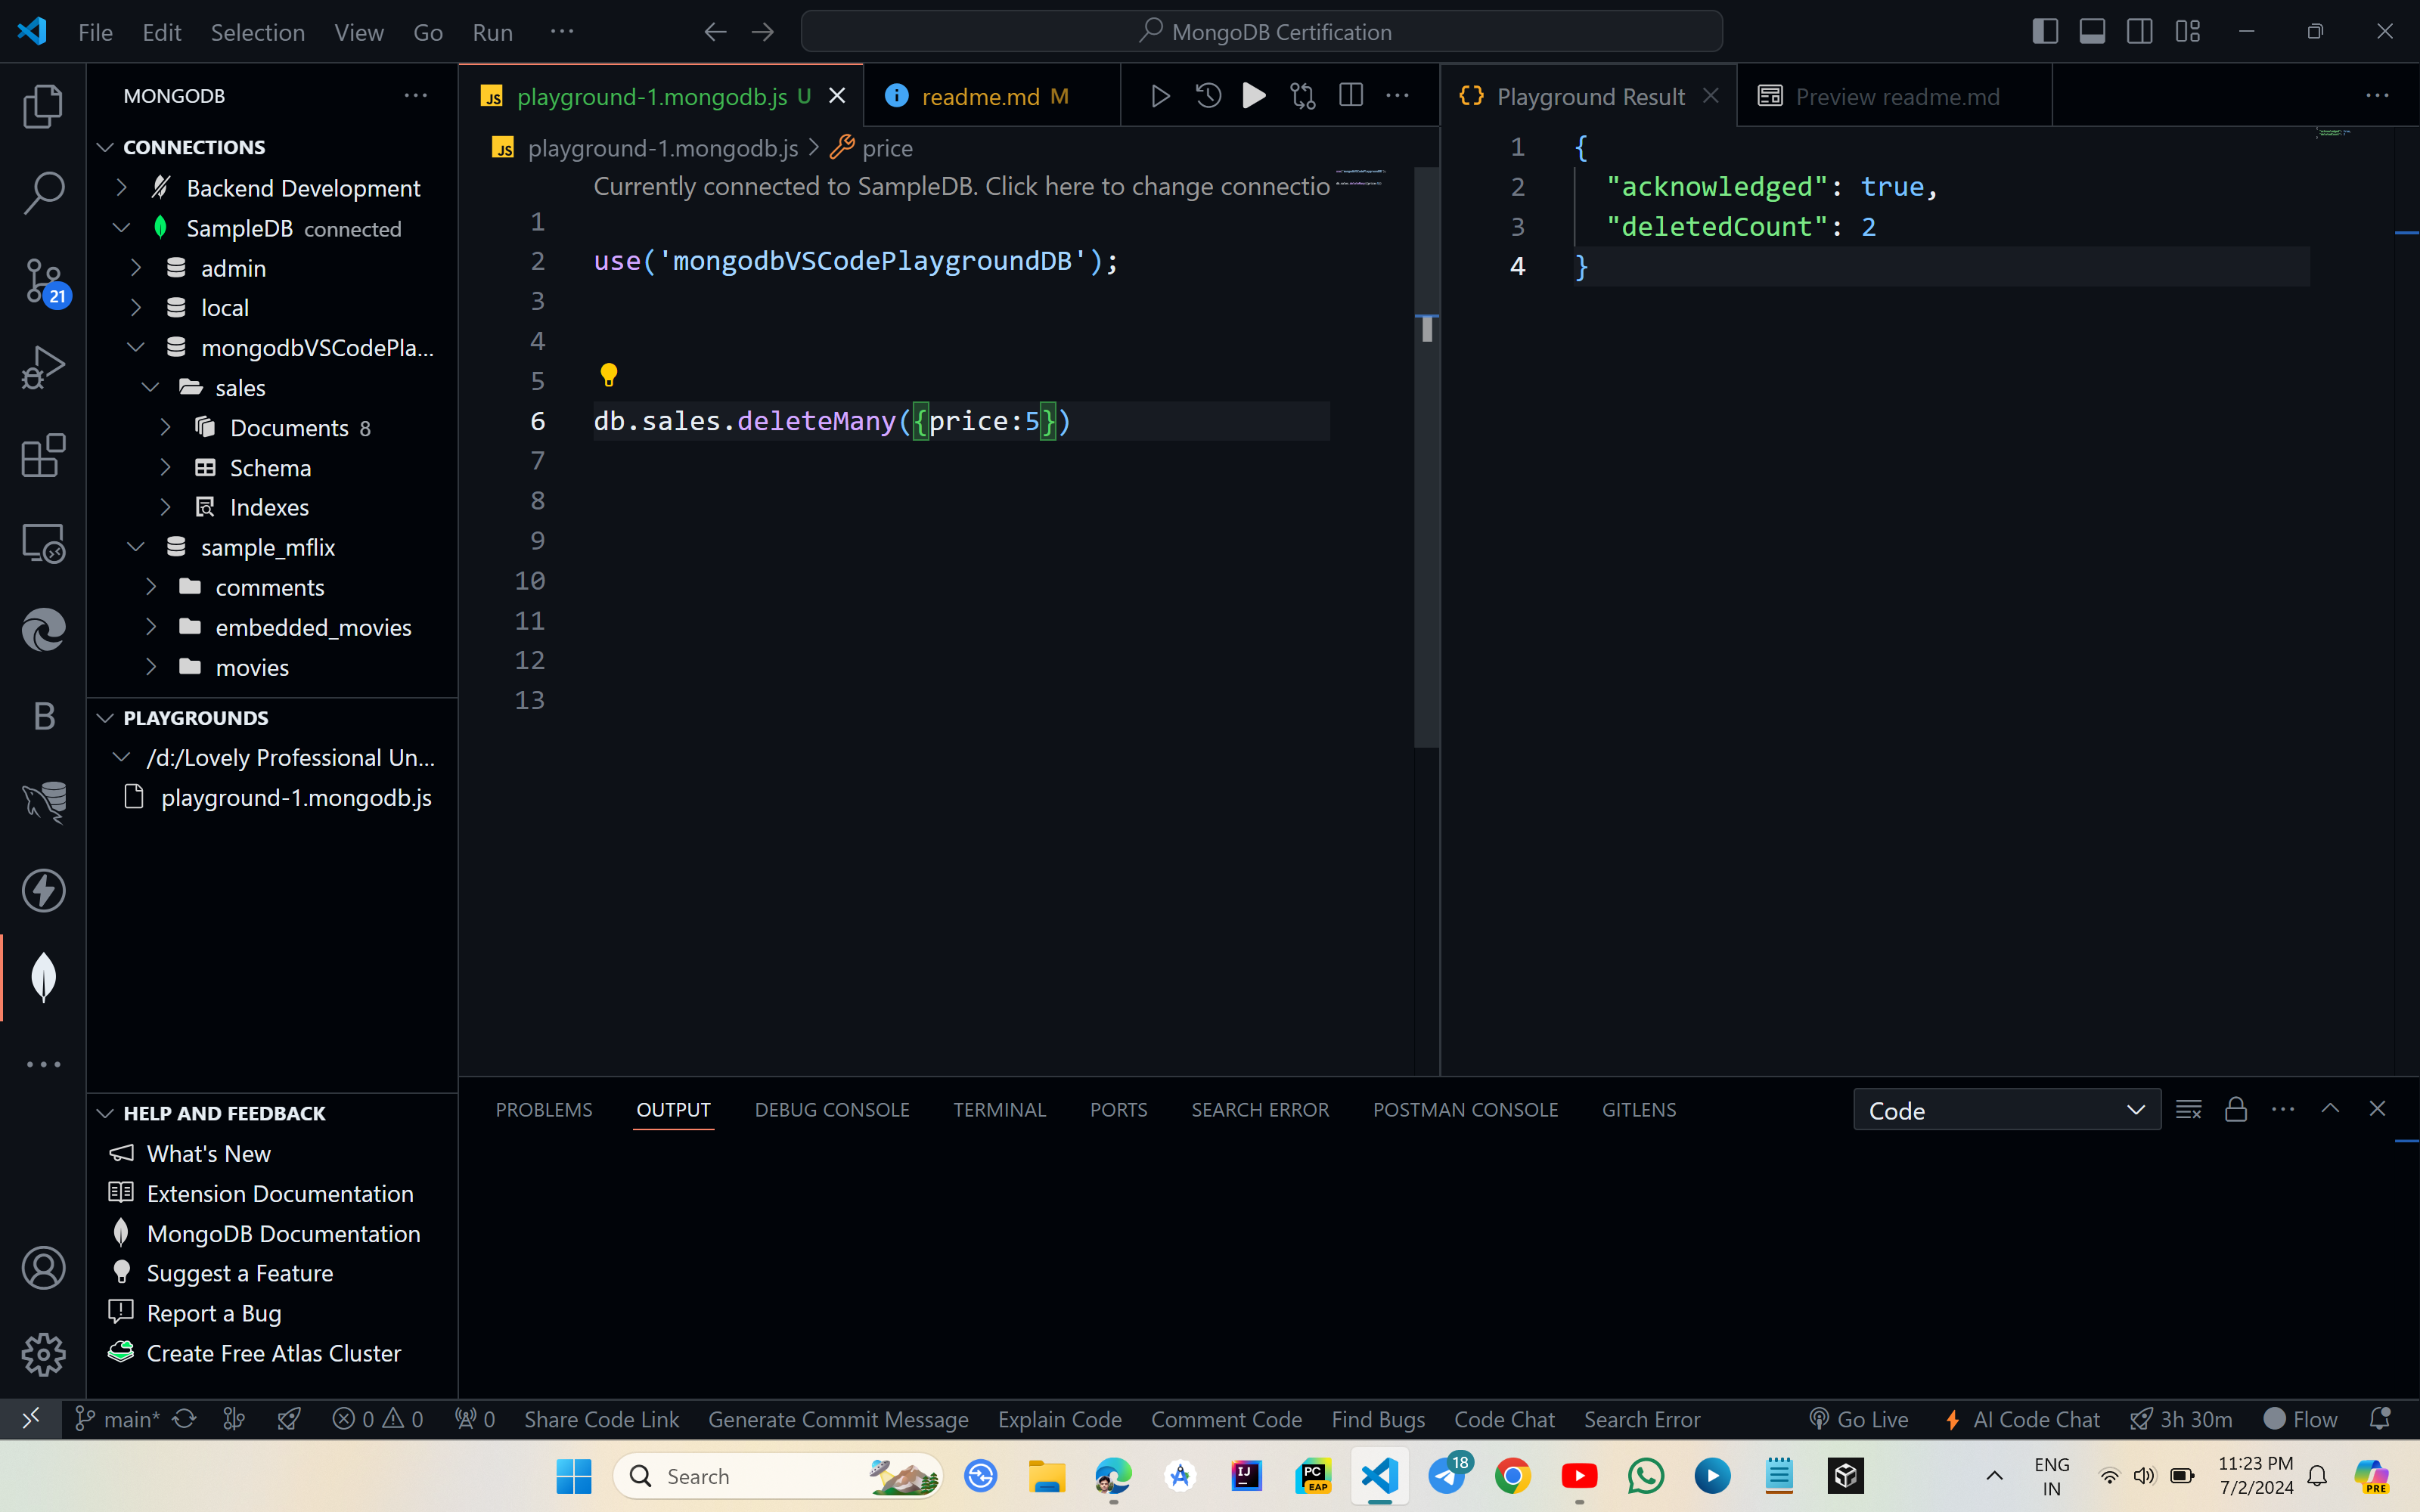 File Edit Selection View Go Run ···
MongoDB Certification
MONGODB
CONNECTIONS
Backend Development
SampleDB connected
admin
local
mongodbVSCodePla...
sales
Documents 8
Schema
Indexes
sample_mflix
comments
embedded_movies
movies
PLAYGROUNDS
/d:/Lovely Professional Un...
playground-1.mongodb.js
HELP AND FEEDBACK
What's New
Extension Documentation
MongoDB Documentation
Suggest a Feature
Report a Bug
Create Free Atlas Cluster
21
B
JS playground-1.mongodb.js U
readme.md M
JS playground-1.mongodb.js > price
Currently connected to SampleDB. Click here to change connectio
1
2 use('mongodbVSCodePlaygroundDB');
3
4
5
6 db.sales.deleteMany({price:5})
7
8
9
10
11
12
13
{} Playground Result
Preview readme.md
1 {
2 "acknowledged": true,
3 "deletedCount": 2
4 }
PROBLEMS OUTPUT DEBUG CONSOLE TERMINAL PORTS SEARCH ERROR POSTMAN CONSOLE GITLENS
Code
main* 0 0 0 Share Code Link Generate Commit Message Explain Code Comment Code Find Bugs Code Chat Search Error Go Live AI Code Chat 3h 30m Flow
Search
IJ
PC
EAP
18
ENG
IN
11:23 PM
7/2/2024
PRE